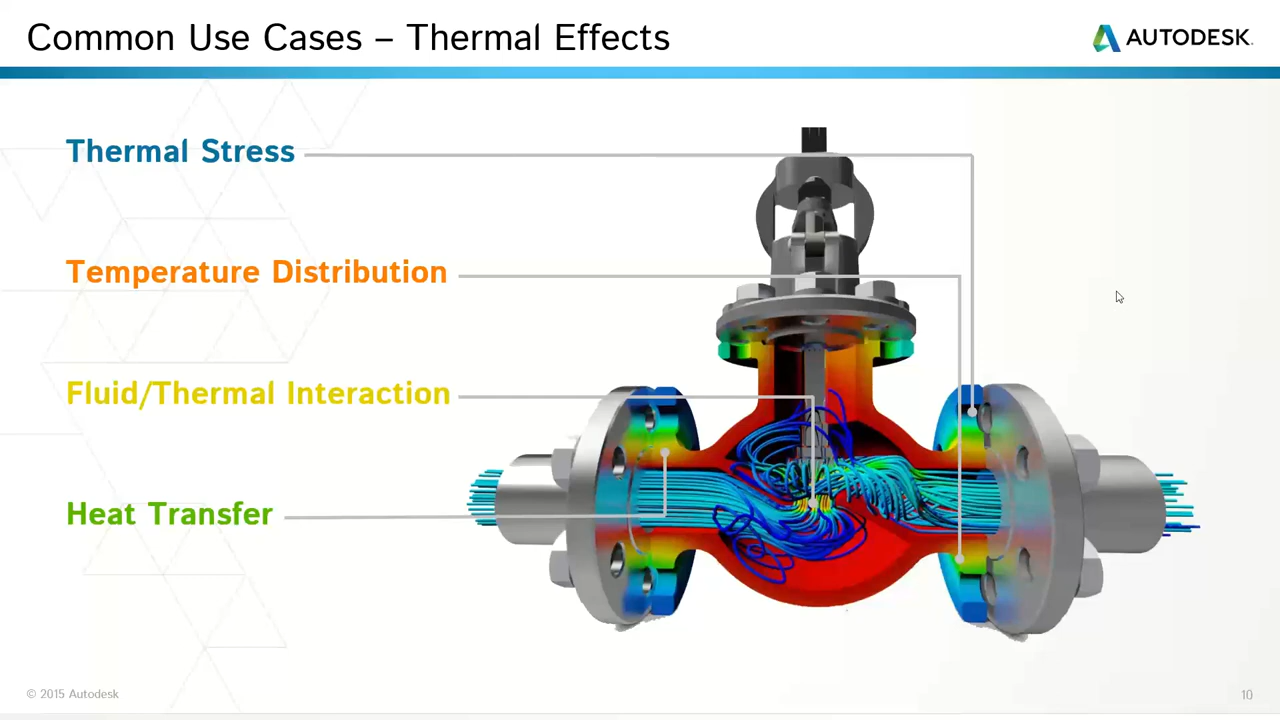 Common Use Cases – Thermal Effects
AUTODESK.
Thermal Stress
Temperature Distribution
Fluid/Thermal Interaction
Heat Transfer
© 2015 Autodesk
10